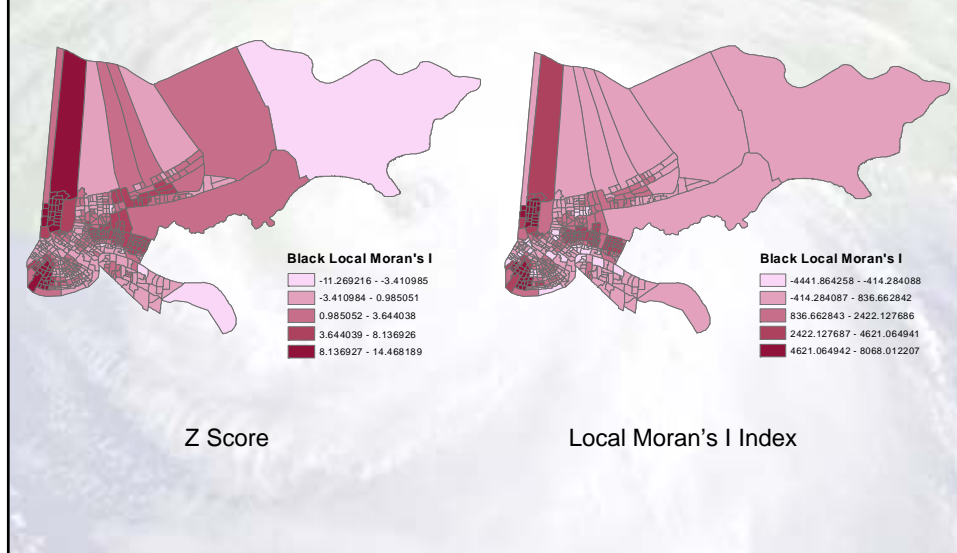 Black Local Moran's I
-11.269216 - -3.410985
-3.410984 - 0.985051
0.985052 - 3.644038
3.644039 - 8.136926
8.136927 - 14.468189
Black Local Moran's I
-4441.864258 - -414.284088
-414.284087 - 836.662842
836.662843 - 2422.127686
2422.127687 - 4621.064941
4621.064942 - 8068.012207
Z Score
Local Moran’s I Index